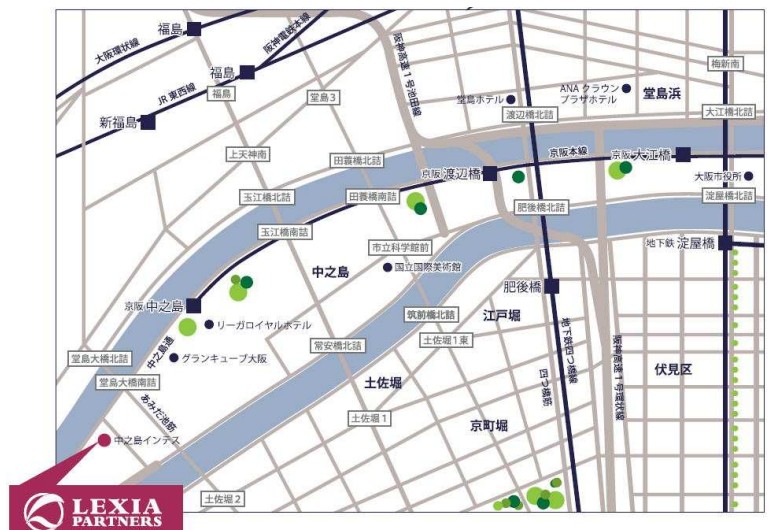 福島
大阪環状線
阪神電鉄本線
阪神高速1号池田線
梅新南
福島
JR東西線
福島
堂島3
堂島ホテル
ANA クラウン
プラザホテル
堂島浜
新福島
渡辺橋北詰
大江橋北詰
上天神南
田蓑橋北詰
京阪 渡辺橋
京阪本線
京阪 大江橋
大阪市役所
玉江橋北詰
田蓑橋南詰
肥後橋北詰
淀屋橋北詰
玉江橋南詰
市立科学館前
地下鉄 淀屋橋
中之島
国立国際美術館
肥後橋
京阪 中之島
リーガロイヤルホテル
筑前橋北詰
江戸堀
地下鉄四つ橋線
阪神高速1号環状線
中之島通
常安橋北詰
土佐堀1東
堂島大橋北詰
グランキューブ大阪
四つ橋筋
伏見区
堂島大橋南詰
土佐堀
あみだ池筋
土佐堀1
京町堀
中之島インテス
土佐堀2
LEXIA
PARTNERS